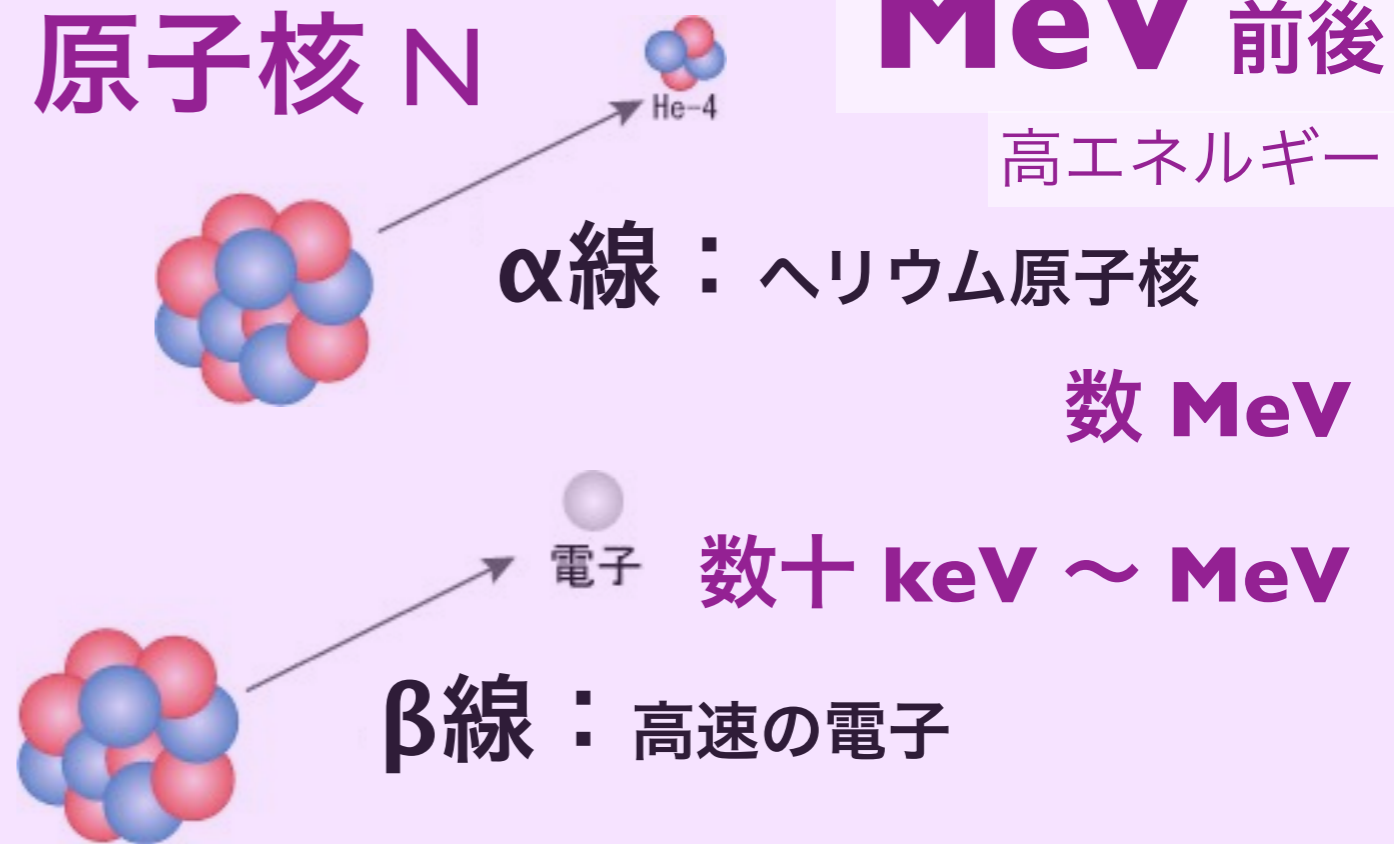 原子核 N
MeV 前後
He-4
高エネルギー
α線：ヘリウム原子核
数 MeV
電子
数十 keV 〜 MeV
β線：高速の電子